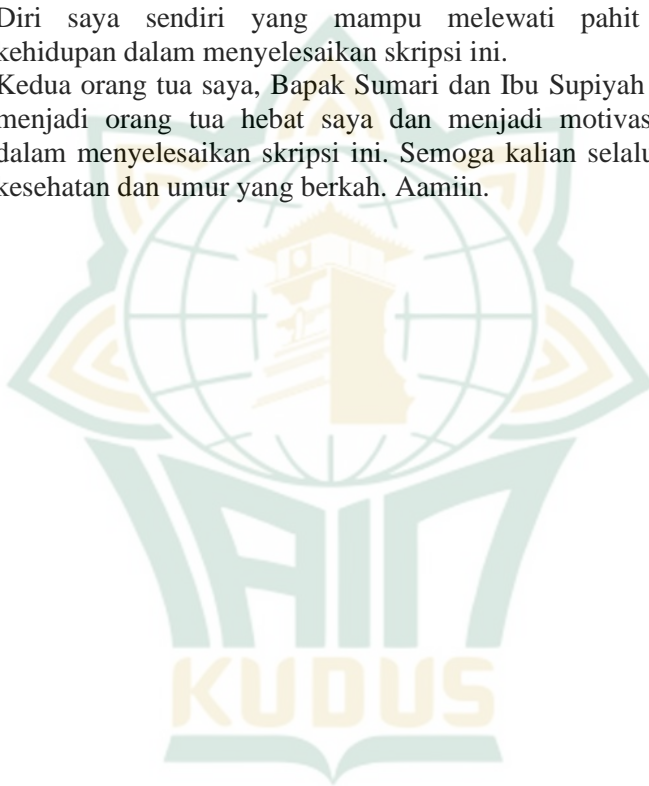 Diri saya sendiri yang mampu melewati pahit
kehidupan dalam menyelesaikan skripsi ini.
Kedua orang tua saya, Bapak Sumari dan Ibu Supiyah
menjadi orang tua hebat saya dan menjadi motivas
dalam menyelesaikan skripsi ini. Semoga kalian selalu
kesehatan dan umur yang berkah. Aamiin.
IAIN
KUDUS